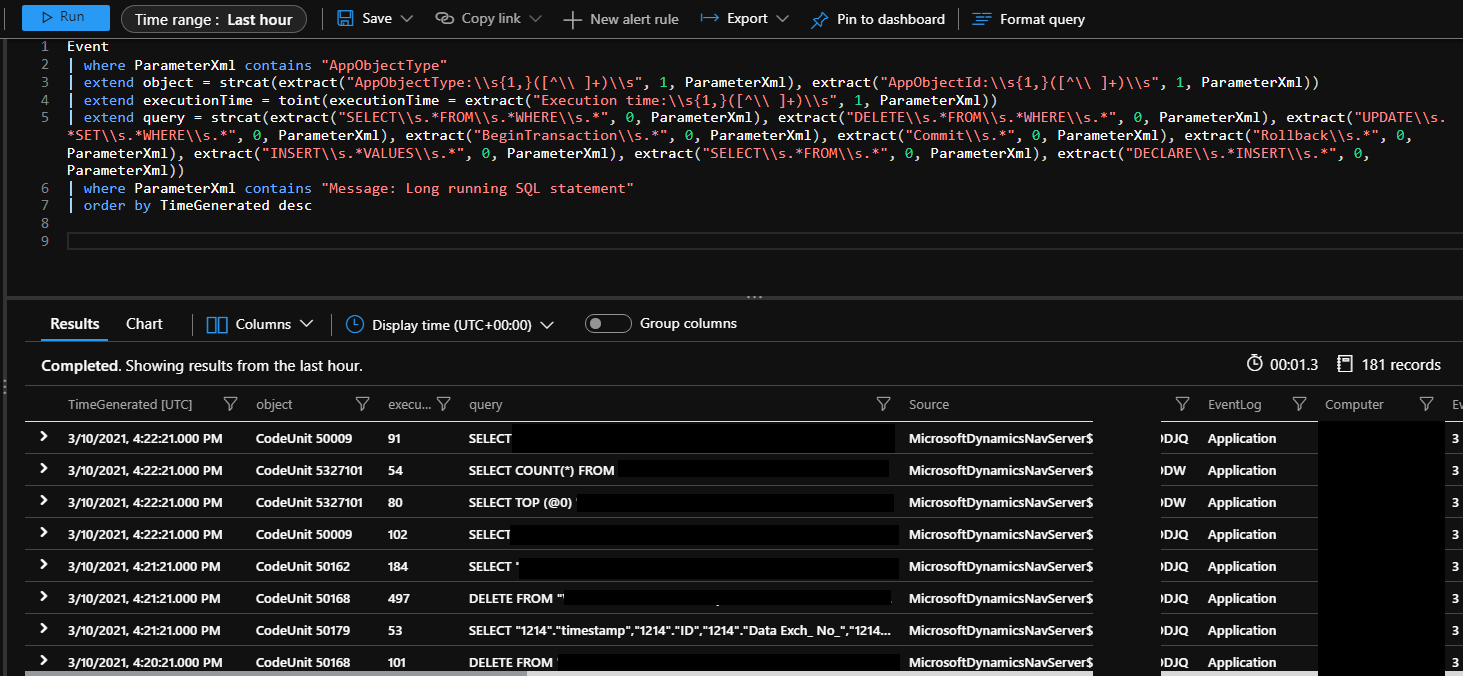 Run Time range : Last hour Save Copy link New alert rule Export Pin to dashboard Format query
1 Event
2 | where ParameterXml contains "AppObjectType"
3 | extend object = strcat(extract("AppObjectType:\\s{1,}([^\\ ]+)\\s", 1, ParameterXml), extract("AppObjectId:\\s{1,}([^\\ ]+)\\s", 1, ParameterXml))
4 | extend executionTime = toint(executionTime = extract("Execution time:\\s{1,}([^\\ ]+)\\s", 1, ParameterXml))
5 | extend query = strcat(extract("SELECT\\s.*FROM\\s.*WHERE\\s.*", 0, ParameterXml), extract("DELETE\\s.*FROM\\s.*WHERE\\s.*", 0, ParameterXml), extract("UPDATE\\s.
*SET\\s.*WHERE\\s.*", 0, ParameterXml), extract("BeginTransaction\\s.*", 0, ParameterXml), extract("Commit\\s.*", 0, ParameterXml), extract("Rollback\\s.*", 0,
ParameterXml), extract("INSERT\\s.*VALUES\\s.*", 0, ParameterXml), extract("SELECT\\s.*FROM\\s.*", 0, ParameterXml), extract("DECLARE\\s.*INSERT\\s.*", 0,
ParameterXml))
6 | where ParameterXml contains "Message: Long running SQL statement"
7 | order by TimeGenerated desc
8
9
Results Chart Columns Display time (UTC+00:00) Group columns
Completed. Showing results from the last hour. 00:01.3 181 records
TimeGenerated [UTC] object execu... query Source EventLog Computer Ev
3/10/2021, 4:22:21.000 PM CodeUnit 50009 91 SELECT MicrosoftDynamicsNavServer$ DDJQ Application 3
3/10/2021, 4:22:21.000 PM CodeUnit 5327101 54 SELECT COUNT(*) FROM MicrosoftDynamicsNavServer$ DDW Application 3
3/10/2021, 4:22:21.000 PM CodeUnit 5327101 80 SELECT TOP (@0) MicrosoftDynamicsNavServer$ DDW Application 3
3/10/2021, 4:22:21.000 PM CodeUnit 50009 102 SELECT MicrosoftDynamicsNavServer$ DDJQ Application 3
3/10/2021, 4:21:21.000 PM CodeUnit 50162 184 SELECT " MicrosoftDynamicsNavServer$ DDJQ Application 3
3/10/2021, 4:21:21.000 PM CodeUnit 50168 497 DELETE FROM " MicrosoftDynamicsNavServer$ DDJQ Application 3
3/10/2021, 4:21:21.000 PM CodeUnit 50179 53 SELECT "1214"."timestamp","1214"."ID","1214"."Data Exch_ No_","1214... MicrosoftDynamicsNavServer$ DDJQ Application 3
3/10/2021, 4:20:21.000 PM CodeUnit 50168 101 DELETE FROM MicrosoftDynamicsNavServer$ DDJQ Application 3